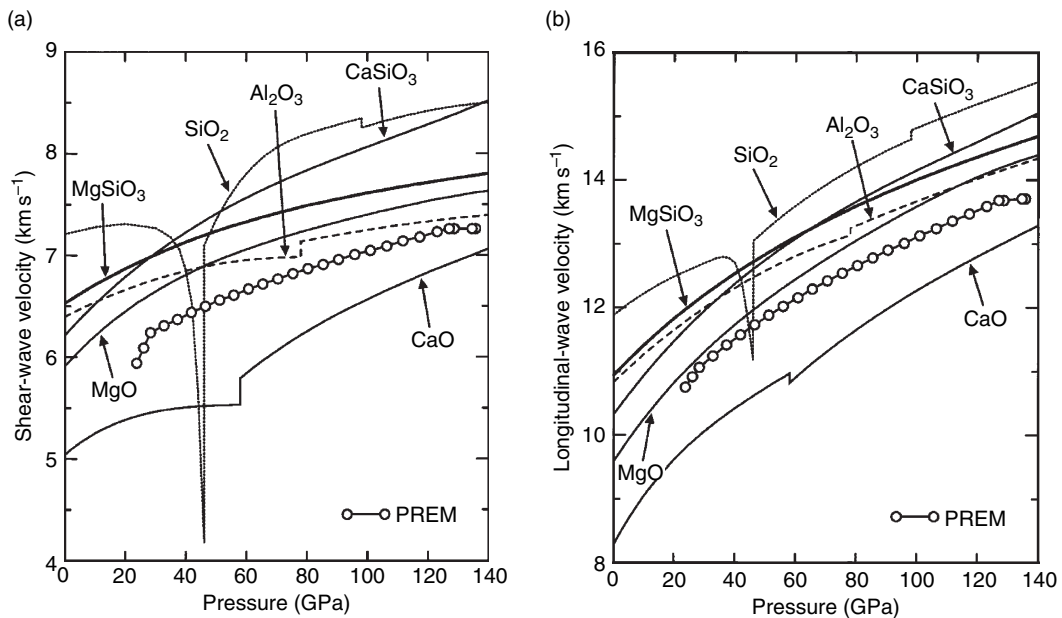 (a)
9
8
7
6
5
4
Shear-wave velocity (km s⁻¹)
CaSiO₃
Al₂O₃
SiO₂
MgSiO₃
MgO
CaO
PREM
0 20 40 60 80 100 120 140
Pressure (GPa)
(b)
16
14
12
10
8
Longitudinal-wave velocity (km s⁻¹)
CaSiO₃
Al₂O₃
SiO₂
MgSiO₃
CaO
MgO
PREM
0 20 40 60 80 100 120 140
Pressure (GPa)